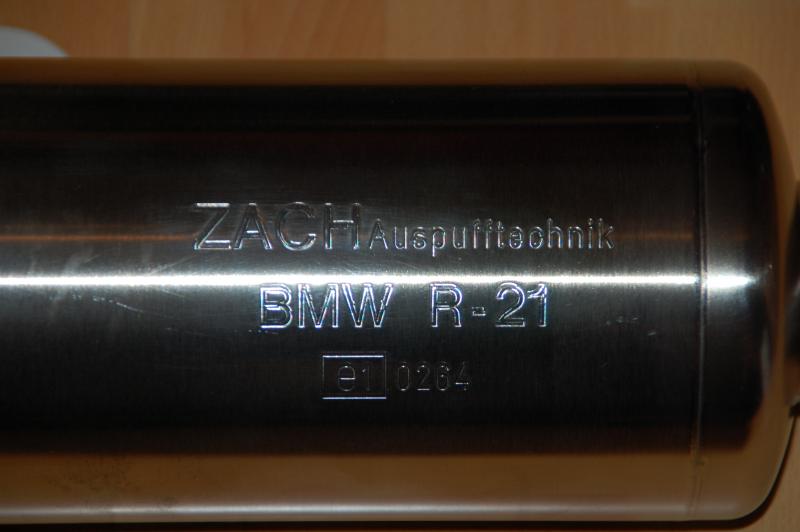 ZACH Auspufftechnik
BMW R-21
e1 0264